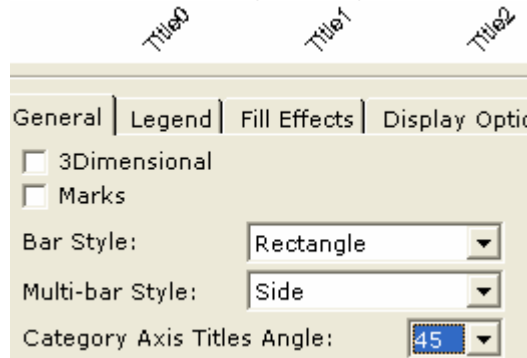 Title0 Title1 Title2
General Legend Fill Effects Display Optio
3Dimensional
Marks
Bar Style: Rectangle
Multi-bar Style: Side
Category Axis Titles Angle: 45